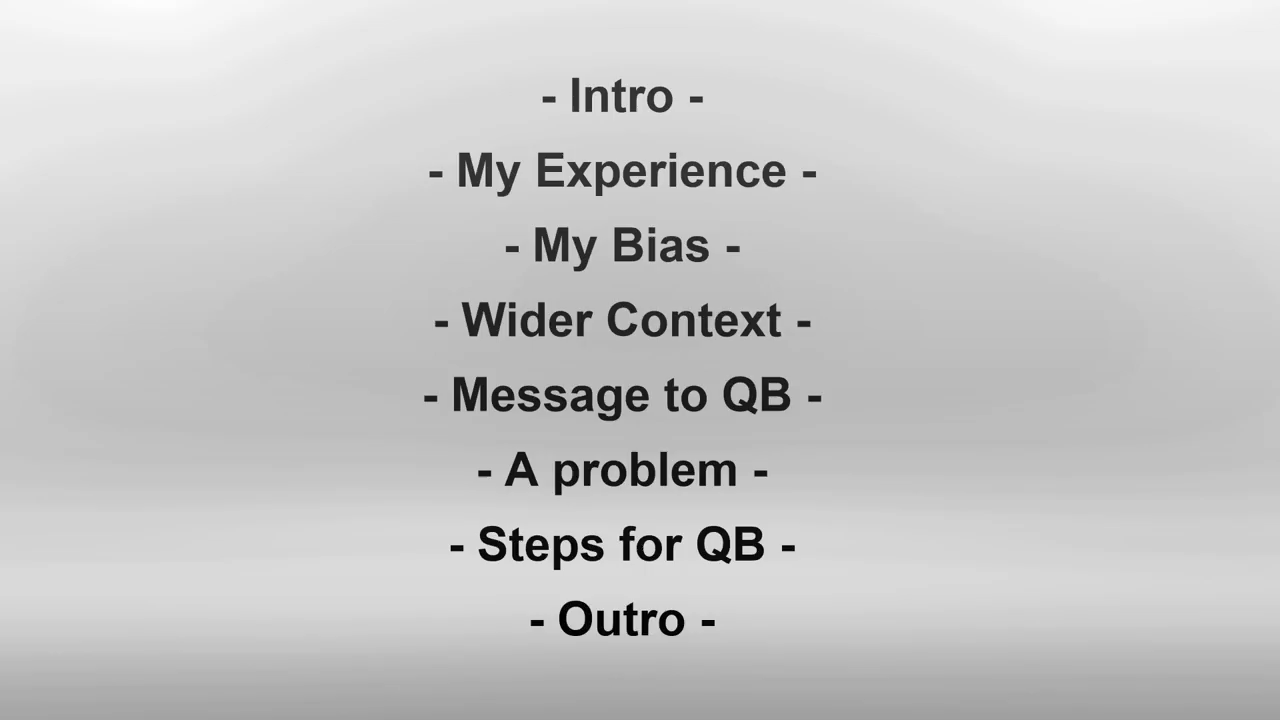 - Intro -
- My Experience -
- My Bias -
- Wider Context -
- Message to QB -
- A problem -
- Steps for QB -
- Outro -